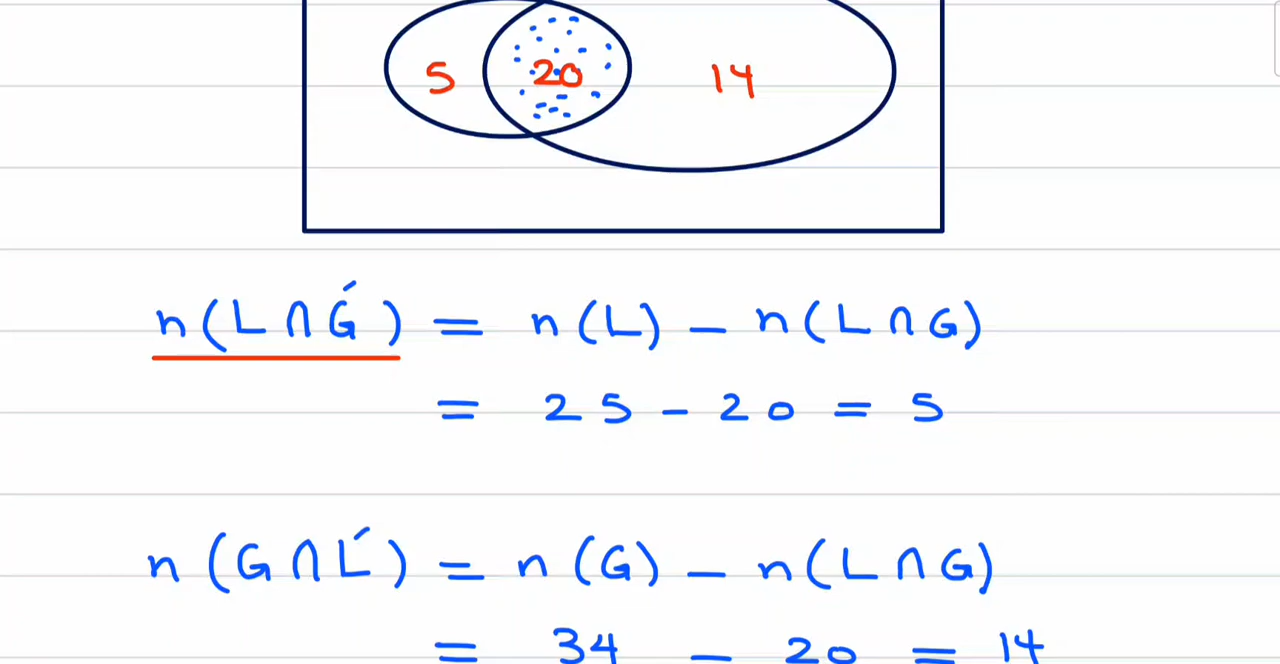 5 20 14
n(L∩G′) = n(L) − n(L∩G)
= 25 − 20 = 5
n(G∩L′) = n(G) − n(L∩G)
= 34 − 20 = 14